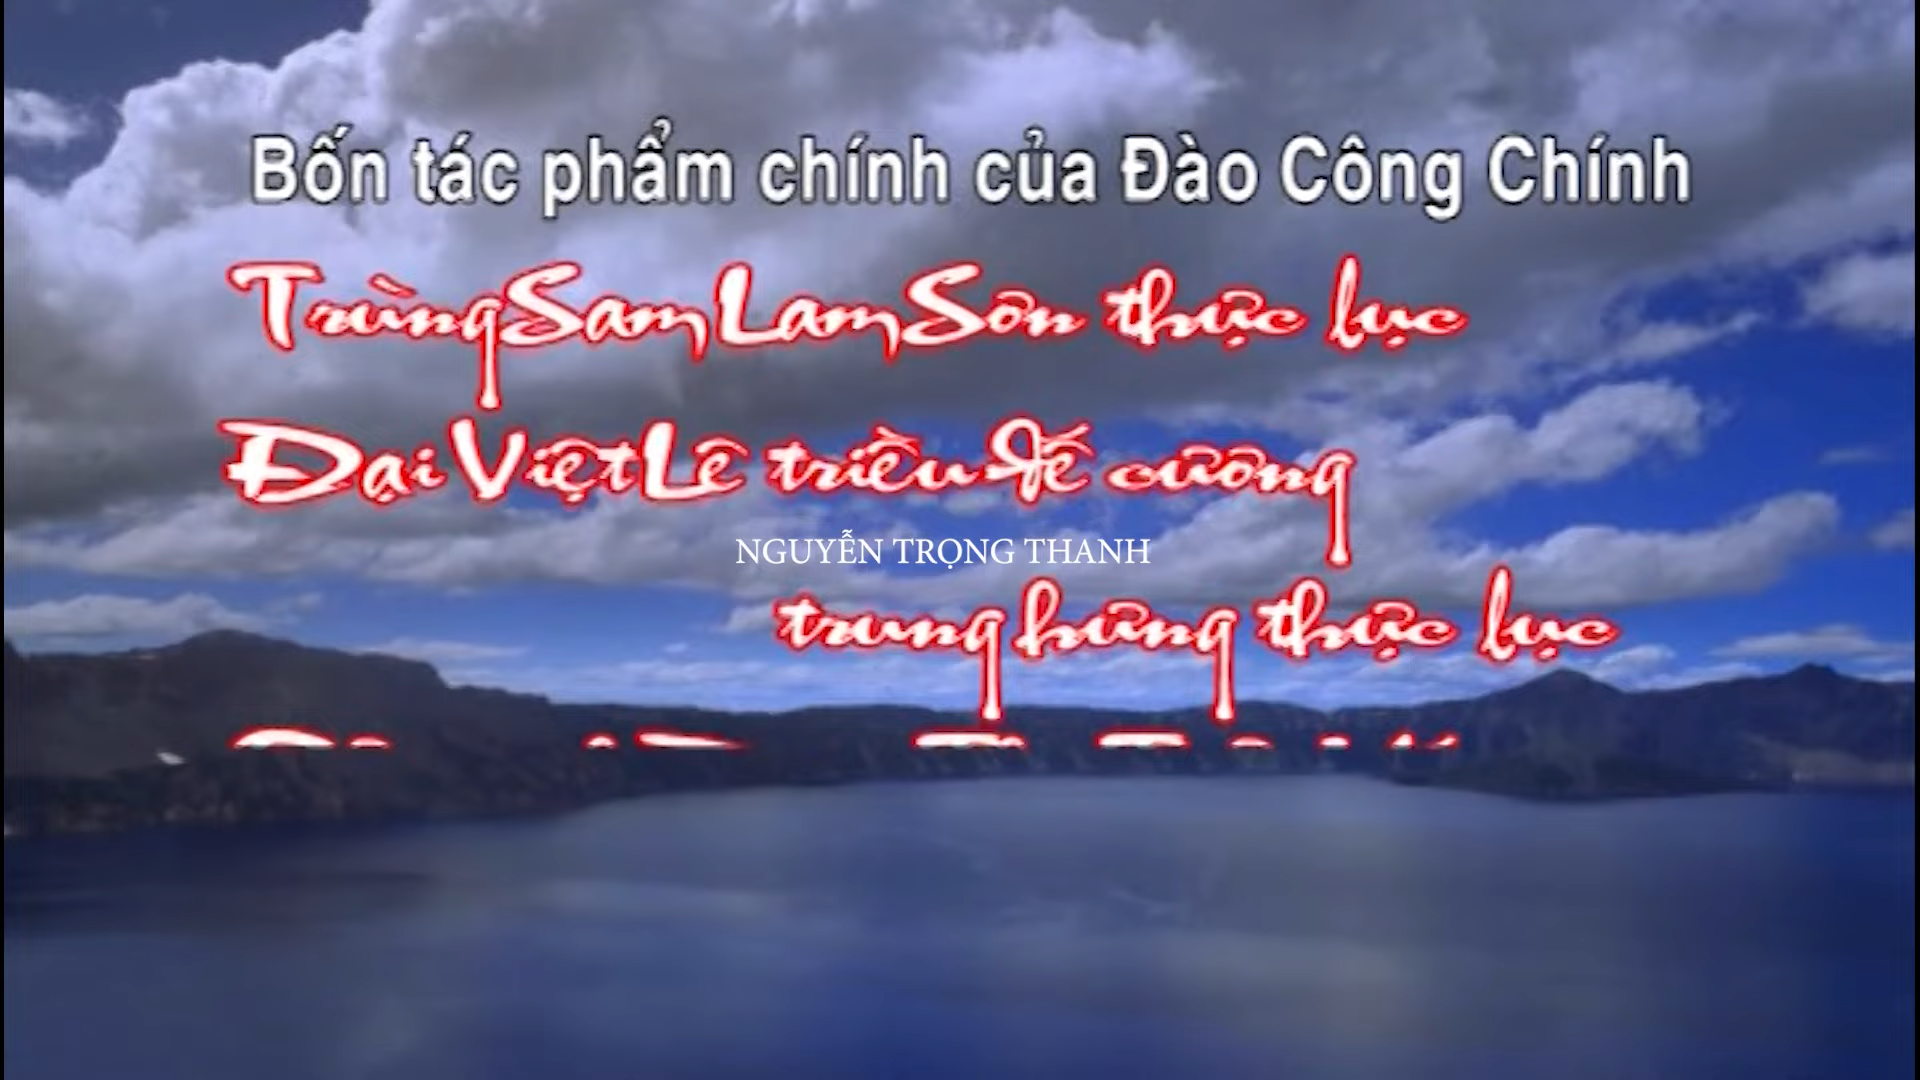 Bốn tác phẩm chính của Đào Công Chính
Trùng San Lam Sơn thực lục
Đại Việt Lê triều đế cương
NGUYỄN TRỌNG THANH
trung hưng thực lục